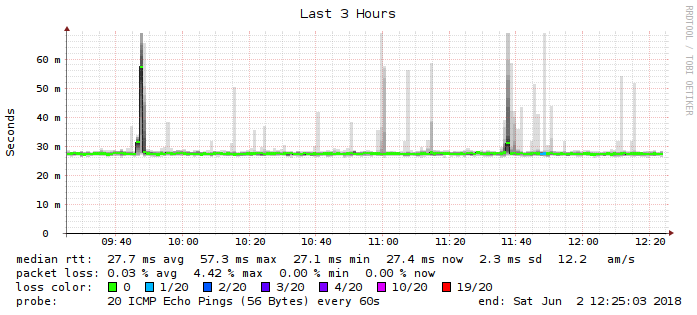 Last 3 Hours
RRDTOOL / TOBI OETIKER
Seconds
60 m
50 m
40 m
30 m
20 m
10 m
0
09:40 10:00 10:20 10:40 11:00 11:20 11:40 12:00 12:20
median rtt: 27.7 ms avg 57.3 ms max 27.1 ms min 27.4 ms now 2.3 ms sd 12.2 am/s
packet loss: 0.03 % avg 4.42 % max 0.00 % min 0.00 % now
loss color: 0 1/20 2/20 3/20 4/20 10/20 19/20
probe: 20 ICMP Echo Pings (56 Bytes) every 60s end: Sat Jun 2 12:25:03 2018